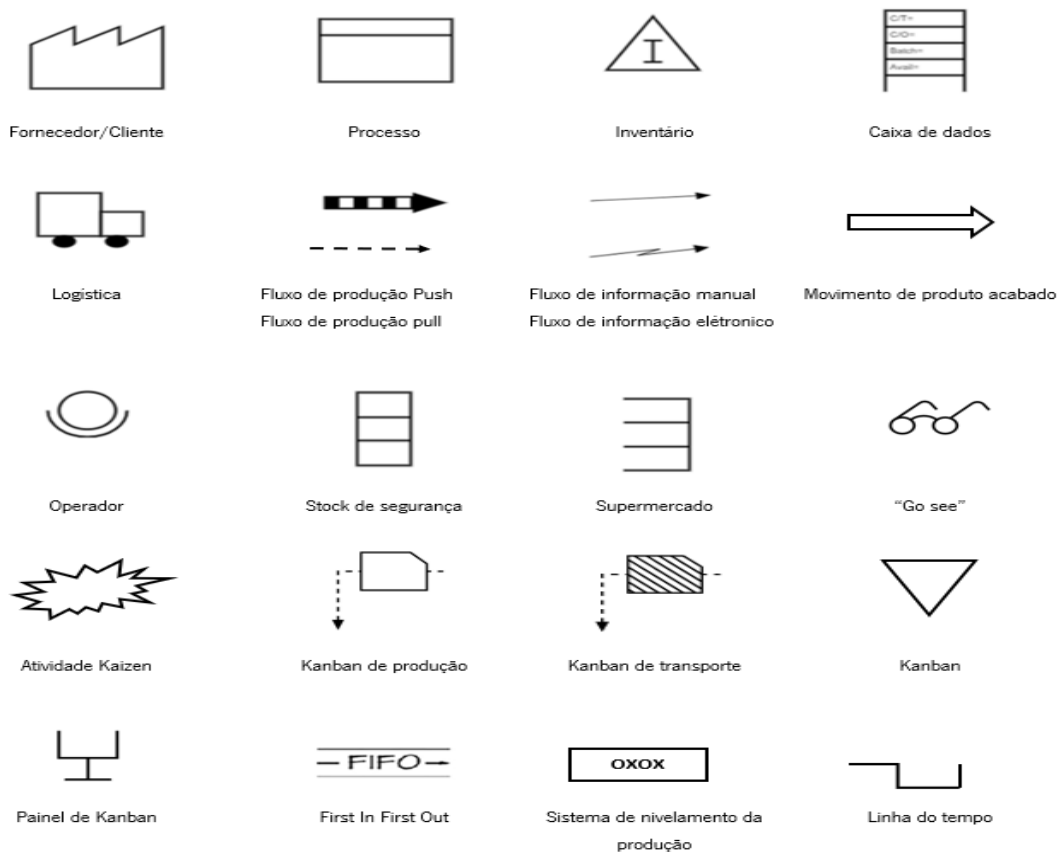 I
C/T=
C/O=
Batch=
Avail=
Fornecedor/Cliente
Processo
Inventário
Caixa de dados
Logística
Fluxo de produção Push
Fluxo de produção pull
Fluxo de informação manual
Fluxo de informação elétronico
Movimento de produto acabado
Operador
Stock de segurança
Supermercado
“Go see”
Atividade Kaizen
Kanban de produção
Kanban de transporte
Kanban
FIFO
OXOX
Painel de Kanban
First In First Out
Sistema de nivelamento da
produção
Linha do tempo